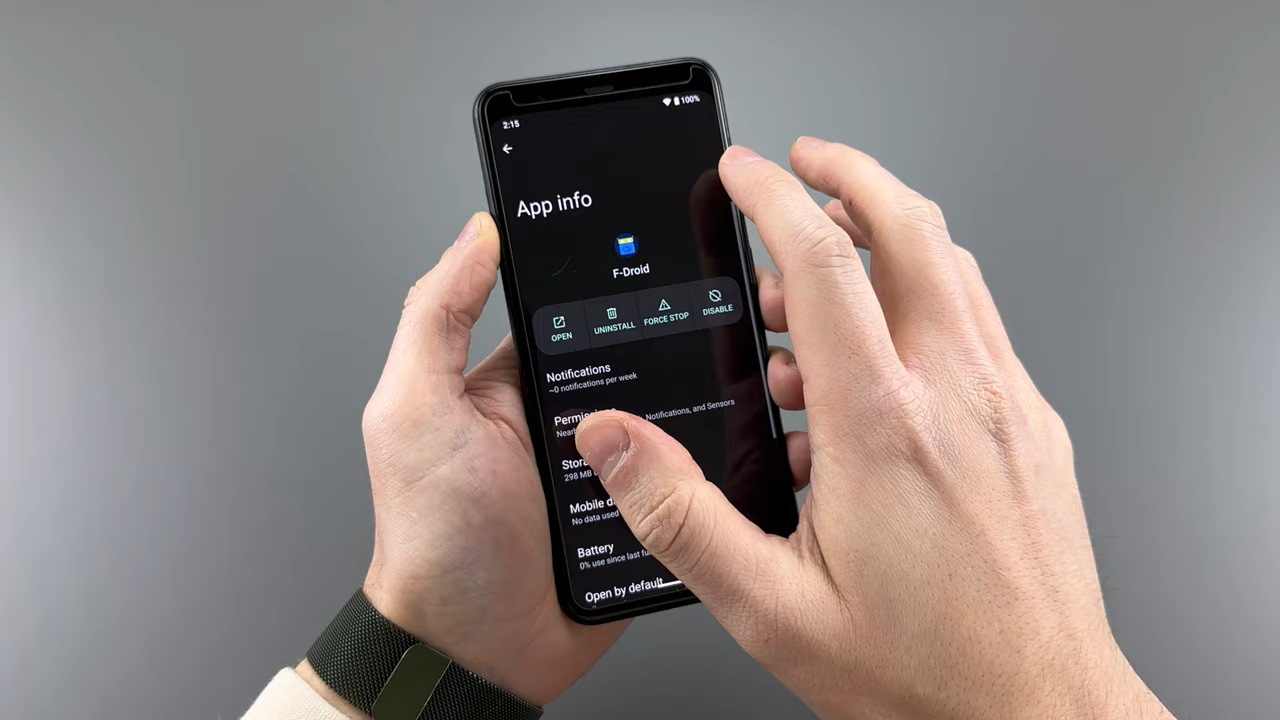 2:15
100%
App info
F-Droid
OPEN
UNINSTALL
FORCE STOP
DISABLE
Notifications
~0 notifications per week
Notifications, and Sensors
298 MB
No data used
Battery
0% use since last
Open by default